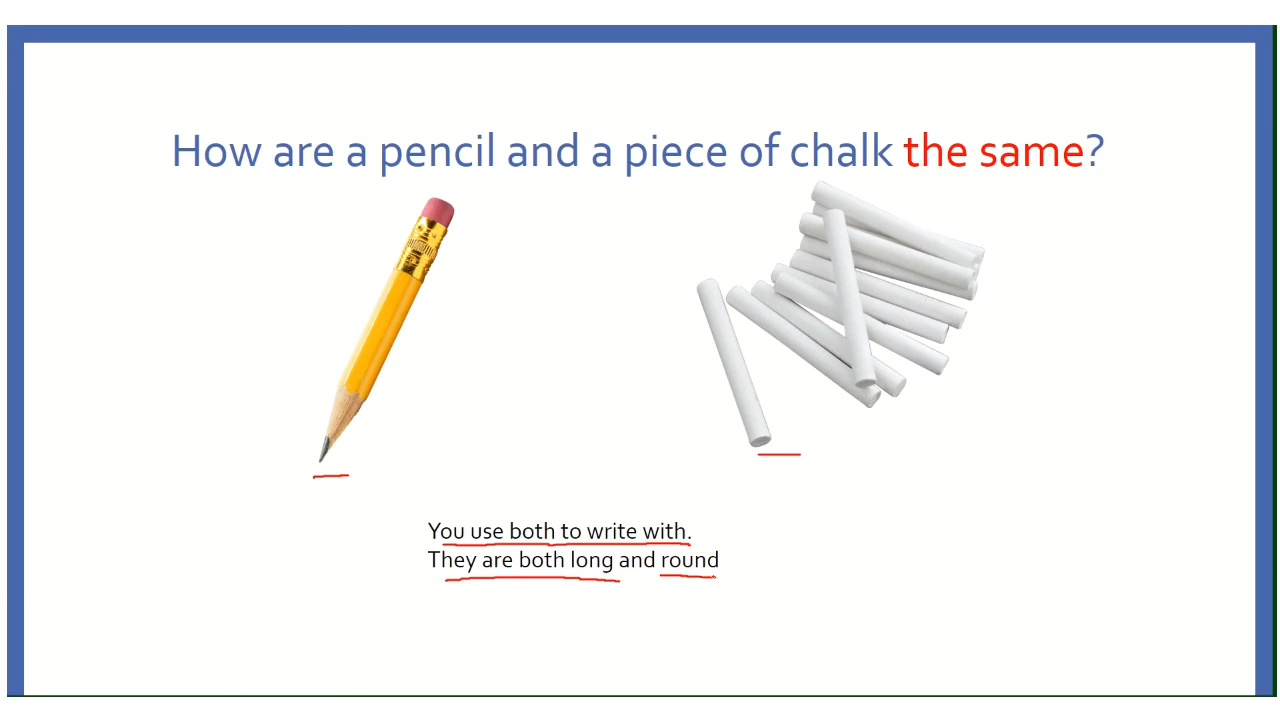 How are a pencil and a piece of chalk the same?
You use both to write with.
They are both long and round